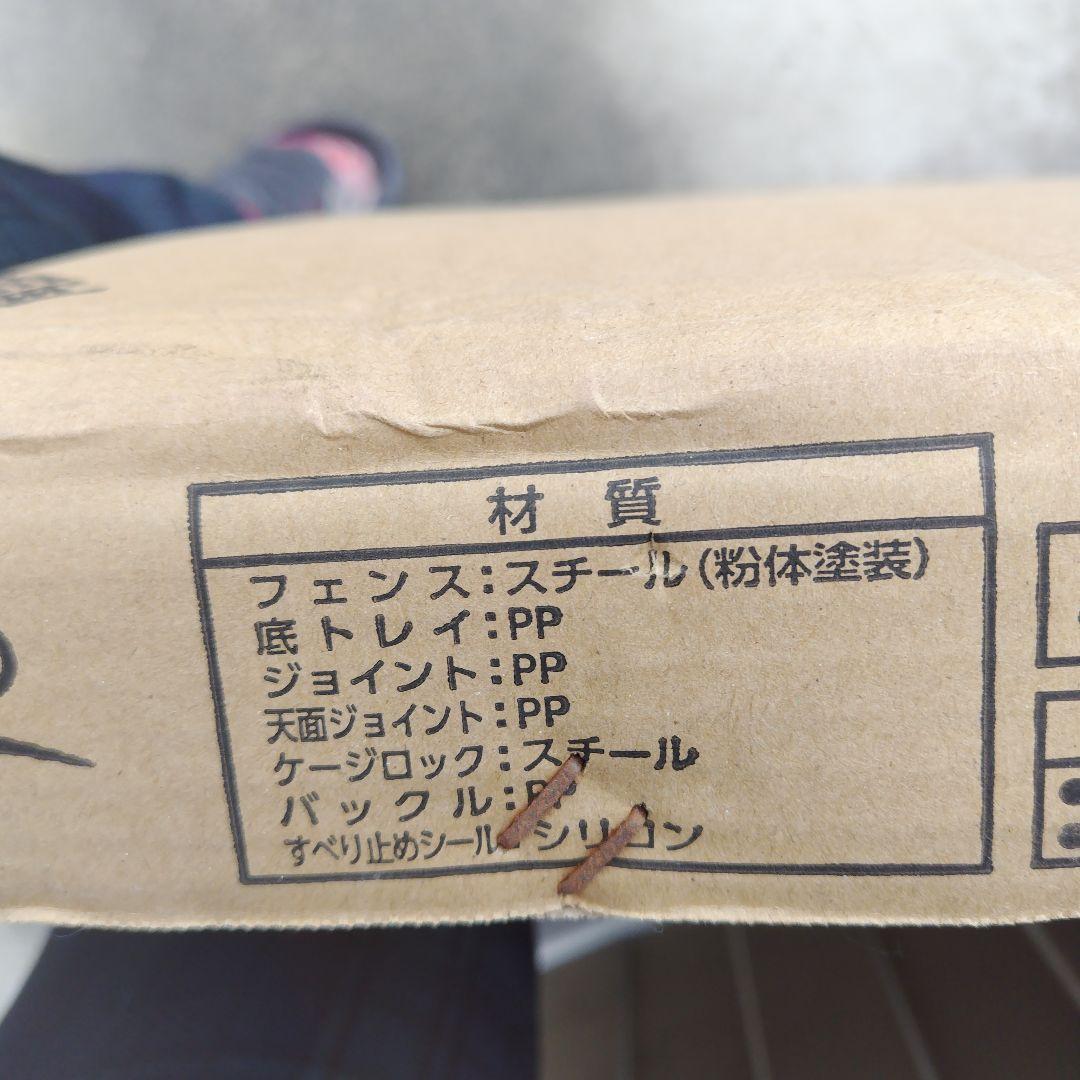 材質
フェンス:スチール(粉体塗装)
底トレイ:PP
ジョイント:PP
天面ジョイント:PP
ケージロック:スチール
バックル:PP
すべり止めシール:シリコン